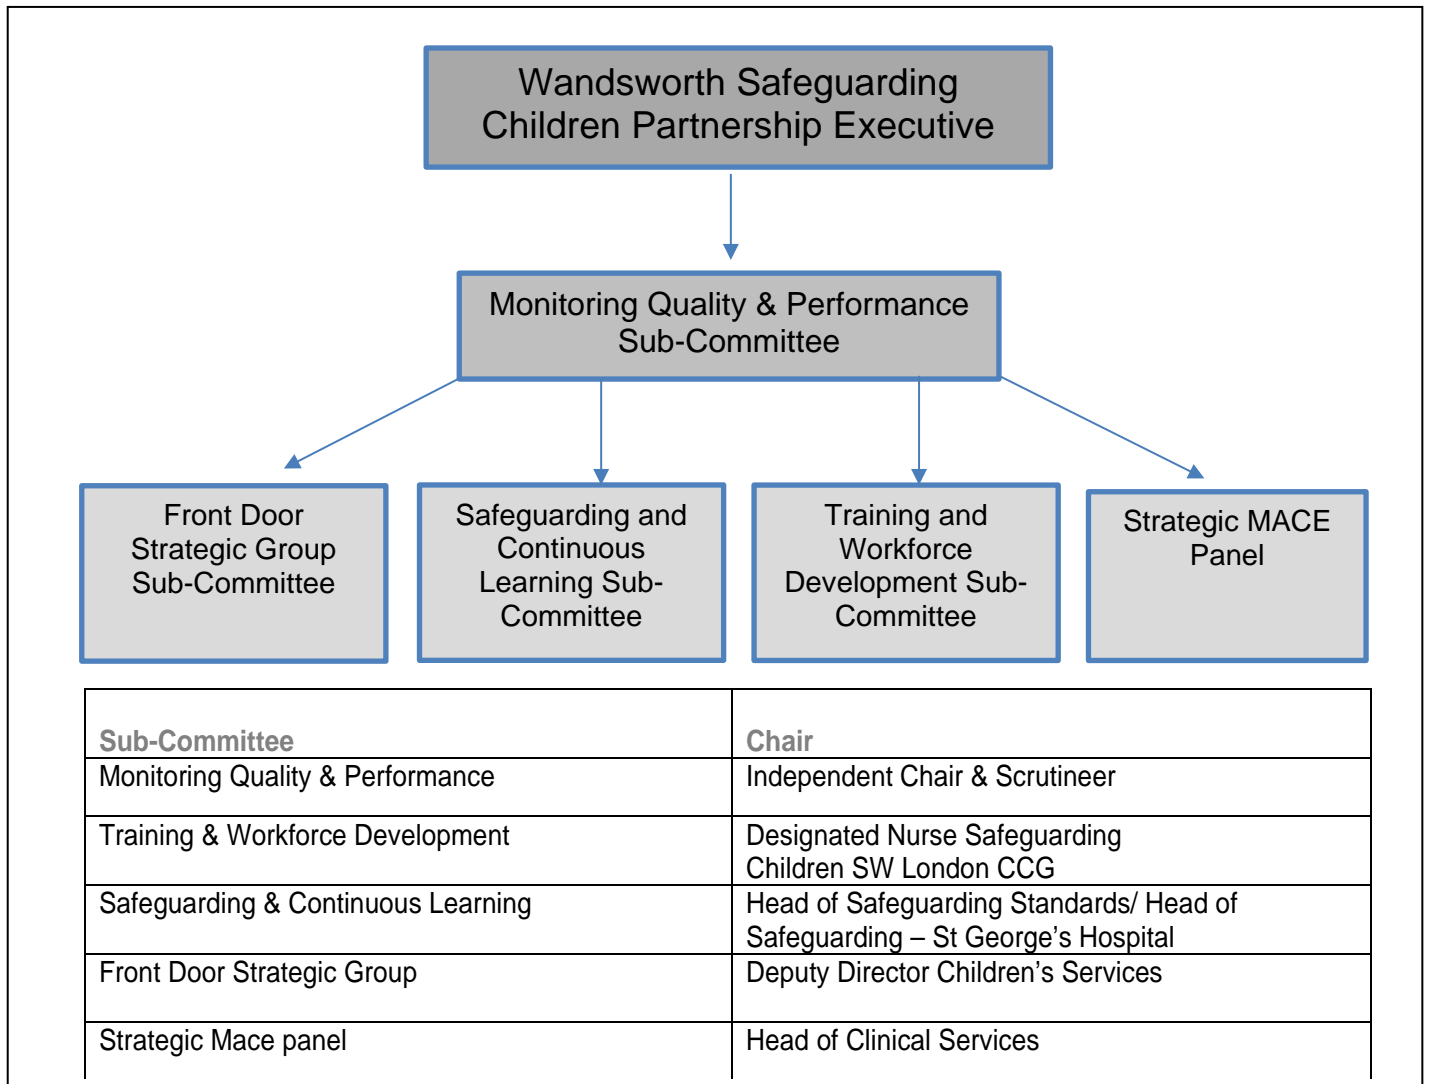 Wandsworth Safeguarding
Children Partnership Executive
Monitoring Quality & Performance
Sub-Committee
Front Door
Strategic Group
Sub-Committee
Safeguarding and
Continuous
Learning Sub-
Committee
Training and
Workforce
Development Sub-
Committee
Strategic MACE
Panel
Sub-Committee
Chair
Monitoring Quality & Performance
Independent Chair & Scrutineer
Training & Workforce Development
Designated Nurse Safeguarding
Children SW London CCG
Safeguarding & Continuous Learning
Head of Safeguarding Standards/ Head of
Safeguarding – St George’s Hospital
Front Door Strategic Group
Deputy Director Children’s Services
Strategic Mace panel
Head of Clinical Services